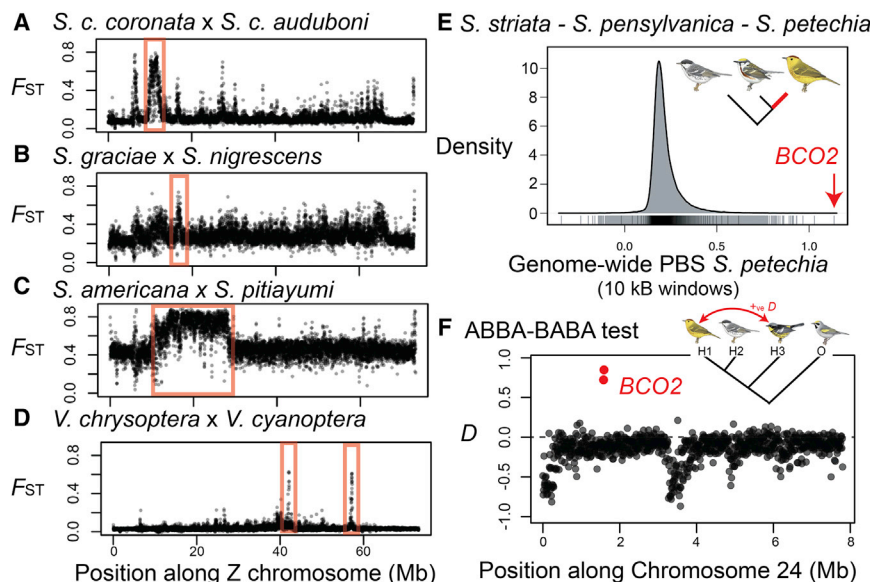 A S. c. coronata x S. c. auduboni
FST
0.8
0.4
0.0
B S. graciae x S. nigrescens
FST
0.8
0.4
0.0
C S. americana x S. pitiayumi
FST
0.8
0.4
0.0
D V. chrysoptera x V. cyanoptera
FST
0.8
0.4
0.0
0 20 40 60
Position along Z chromosome (Mb)
E S. striata - S. pensylvanica - S. petechia
Density
10
8
6
4
2
0
BCO2
0.0 0.5 1.0
Genome-wide PBS S. petechia
(10 kB windows)
F ABBA-BABA test
+ve D
H1 H2 H3 O
BCO2
D
1.0
0.5
0.0
-0.5
-1.0
0 2 4 6 8
Position along Chromosome 24 (Mb)